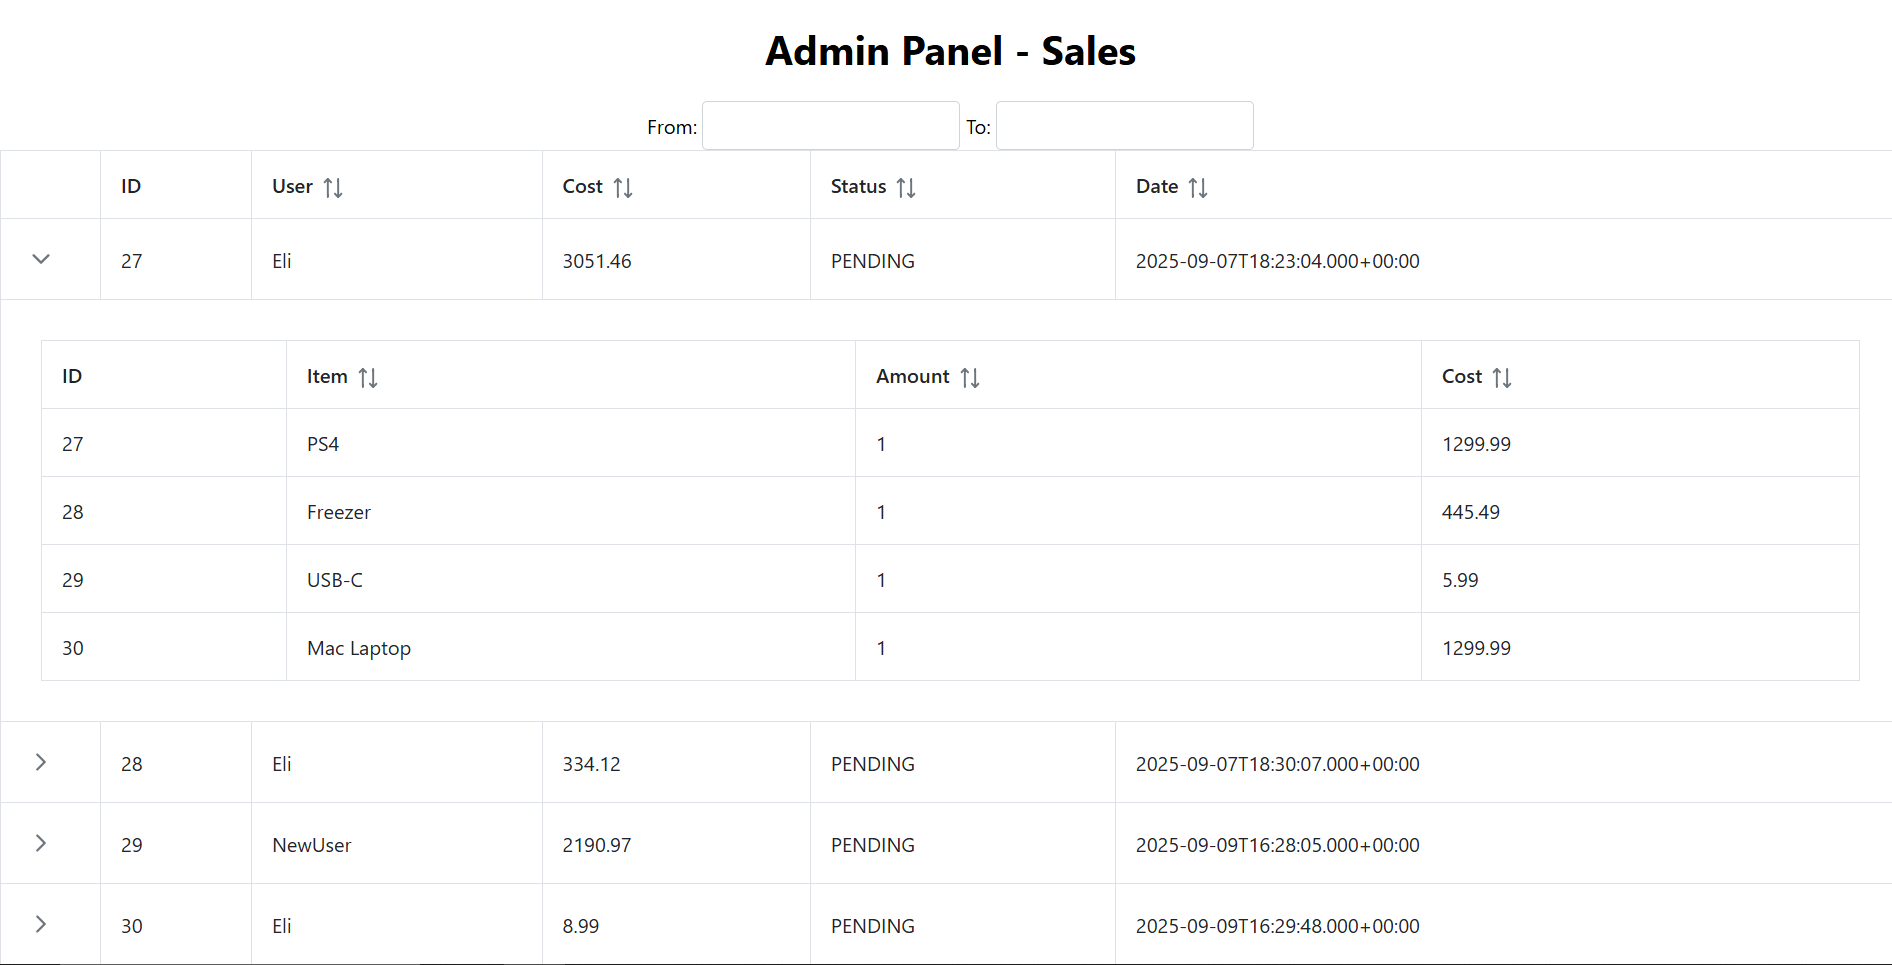 Admin Panel - Sales
From: To:
ID User Cost Status Date
27 Eli 3051.46 PENDING 2025-09-07T18:23:04.000+00:00
ID Item Amount Cost
27 PS4 1 1299.99
28 Freezer 1 445.49
29 USB-C 1 5.99
30 Mac Laptop 1 1299.99
28 Eli 334.12 PENDING 2025-09-07T18:30:07.000+00:00
29 NewUser 2190.97 PENDING 2025-09-09T16:28:05.000+00:00
30 Eli 8.99 PENDING 2025-09-09T16:29:48.000+00:00